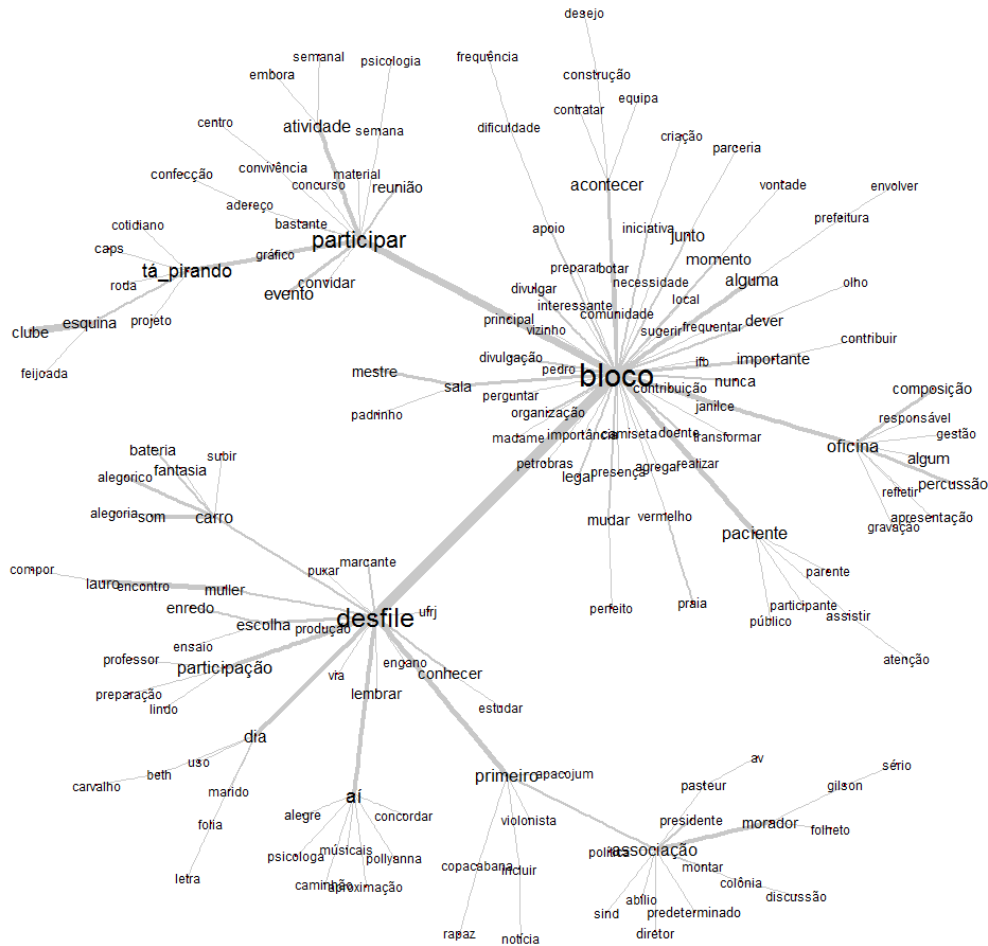 desejo
semanal
psicologia
frequência
embora
construção
contratar
equipa
atividade
semana
dificuldade
criação
centro
parceria
convivência
material
confecção
concurso
reunião
acontecer
vontade
envolver
adereço
cotidiano
bastante
apoio
iniciativa
junto
prefeitura
participar
caps
gráfico
tá_pirando
preparar
botar
momento
roda
evento
convidar
divulgar
necessidade
alguma
olho
interessante
local
clube
esquina
projeto
principal
comunidade
vizinho
sugerir
frequentar
dever
contribuir
feijoada
mestre
divulgação
pedro
bloco
ifb
importante
sala
perguntar
contribuição
nunca
composição
padrinho
organização
janilce
responsável
madame
importância
camiseta
doente
transformar
gestão
oficina
bateria
subir
petrobras
legar
presença
agregar
realizar
algum
fantasia
percussão
alegorico
refletir
alegoria
som
carro
mudar
vermelho
apresentação
gravação
paciente
marcante
compor
puxar
parente
lauro
encontro
muller
perfeito
praia
participante
enredo
ufrj
público
assistir
escolha
produção
desfile
ensaio
professor
participação
engano
conhecer
atenção
preparação
via
lindo
lembrar
estudar
dia
uso
av
beth
carvalho
primeiro
apacojum
sério
marido
pasteur
gilson
aí
folia
alegre
concordar
violonista
presidente
morador
folheto
músicais
política
associação
letra
psicologa
pollyanna
copacabana
incluir
montar
caminhão
aproximação
colônia
discussão
abílio
sind
predeterminado
rapaz
notícia
diretor